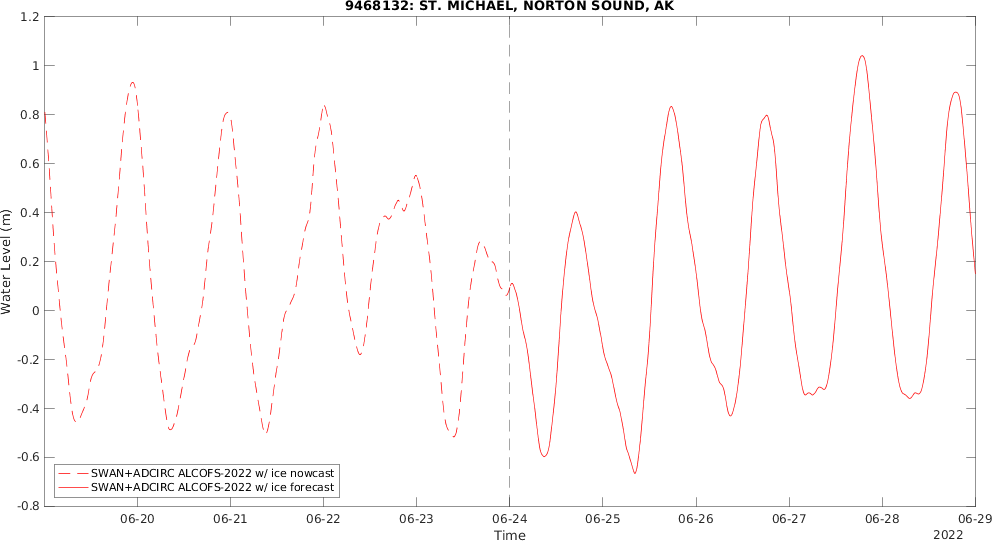 9468132: ST. MICHAEL, NORTON SOUND, AK
1.2
1
0.8
0.6
0.4
0.2
0
-0.2
-0.4
-0.6
-0.8
Water Level (m)
SWAN+ADCIRC ALCOFS-2022 w/ ice nowcast
SWAN+ADCIRC ALCOFS-2022 w/ ice forecast
06-20 06-21 06-22 06-23 06-24 06-25 06-26 06-27 06-28 06-29
Time
2022